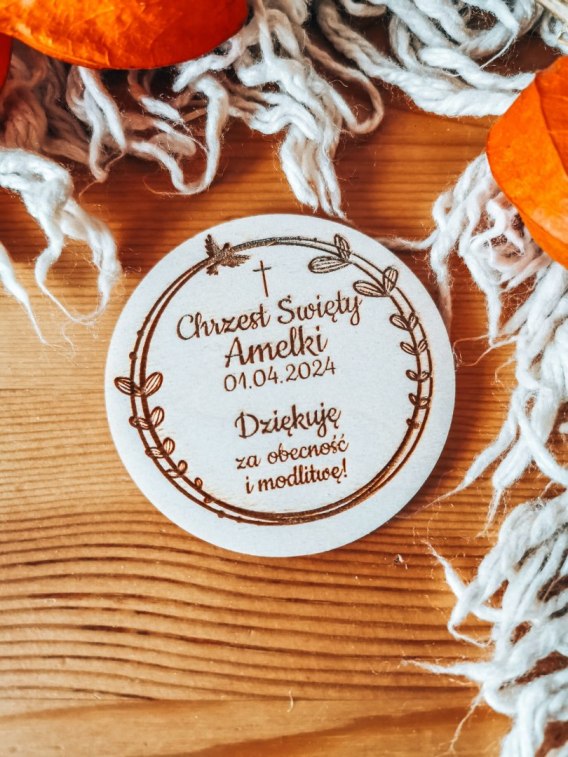 Chrzest Święty
Amelki
01.04.2024
Dziękuję
za obecność
i modlitwę!